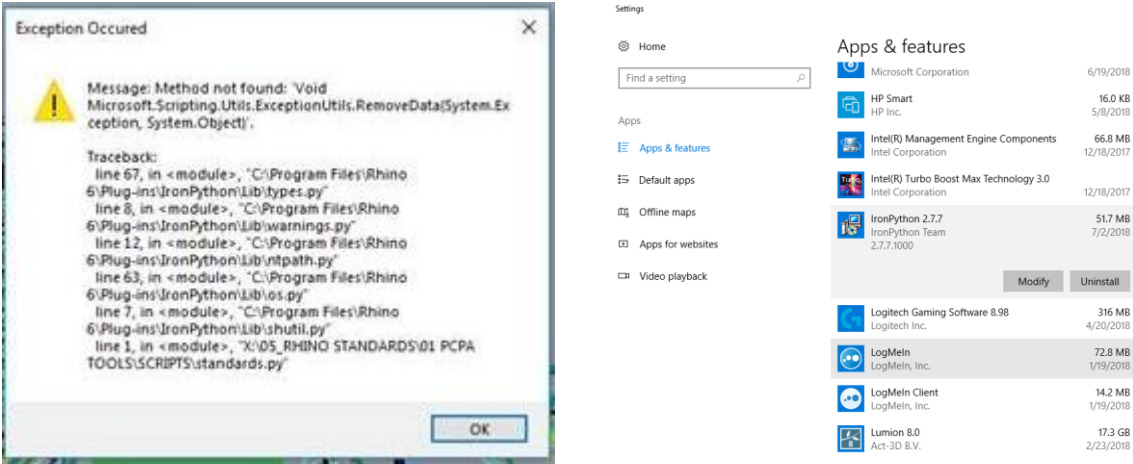 Exception Occured
Message: Method not found: 'Void
Microsoft.Scripting.Utils.ExceptionUtils.RemoveData(System.Ex
ception, System.Object)'.
Traceback:
line 67, in <module>, "C:\Program Files\Rhino
6\Plug-ins\IronPython\Lib\types.py"
line 8, in <module>, "C:\Program Files\Rhino
6\Plug-ins\IronPython\Lib\warnings.py"
line 12, in <module>, "C:\Program Files\Rhino
6\Plug-ins\IronPython\Lib\ntpath.py"
line 63, in <module>, "C:\Program Files\Rhino
6\Plug-ins\IronPython\Lib\os.py"
line 7, in <module>, "C:\Program Files\Rhino
6\Plug-ins\IronPython\Lib\shutil.py"
line 1, in <module>, "X:\05_RHINO STANDARDS\01 PCPA
TOOLS\SCRIPTS\standards.py"
OK
Settings
Home
Find a setting
Apps
Apps & features
Default apps
Offline maps
Apps for websites
Video playback
Apps & features
Microsoft Corporation 6/19/2018
HP Smart 16.0 KB
HP Inc. 5/8/2018
Intel(R) Management Engine Components 66.8 MB
Intel Corporation 12/18/2017
Intel(R) Turbo Boost Max Technology 3.0
Intel Corporation 12/18/2017
IronPython 2.7.7 51.7 MB
IronPython Team 7/2/2018
2.7.7.1000
Modify Uninstall
Logitech Gaming Software 8.98 316 MB
Logitech Inc. 4/20/2018
LogMeIn 72.8 MB
LogMeIn, Inc. 1/19/2018
LogMeIn Client 14.2 MB
LogMeIn, Inc. 1/19/2018
Lumion 8.0 17.3 GB
Act-3D B.V. 2/23/2018